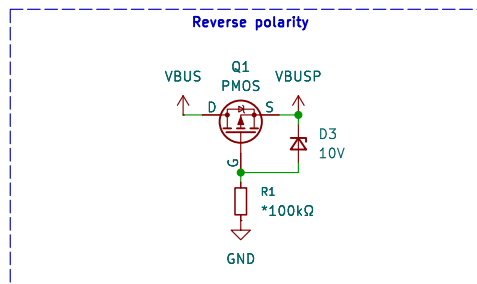 Reverse polarity
Q1
PMOS
VBUS
VBUSP
D
S
G
D3
10V
R1
*100kΩ
GND